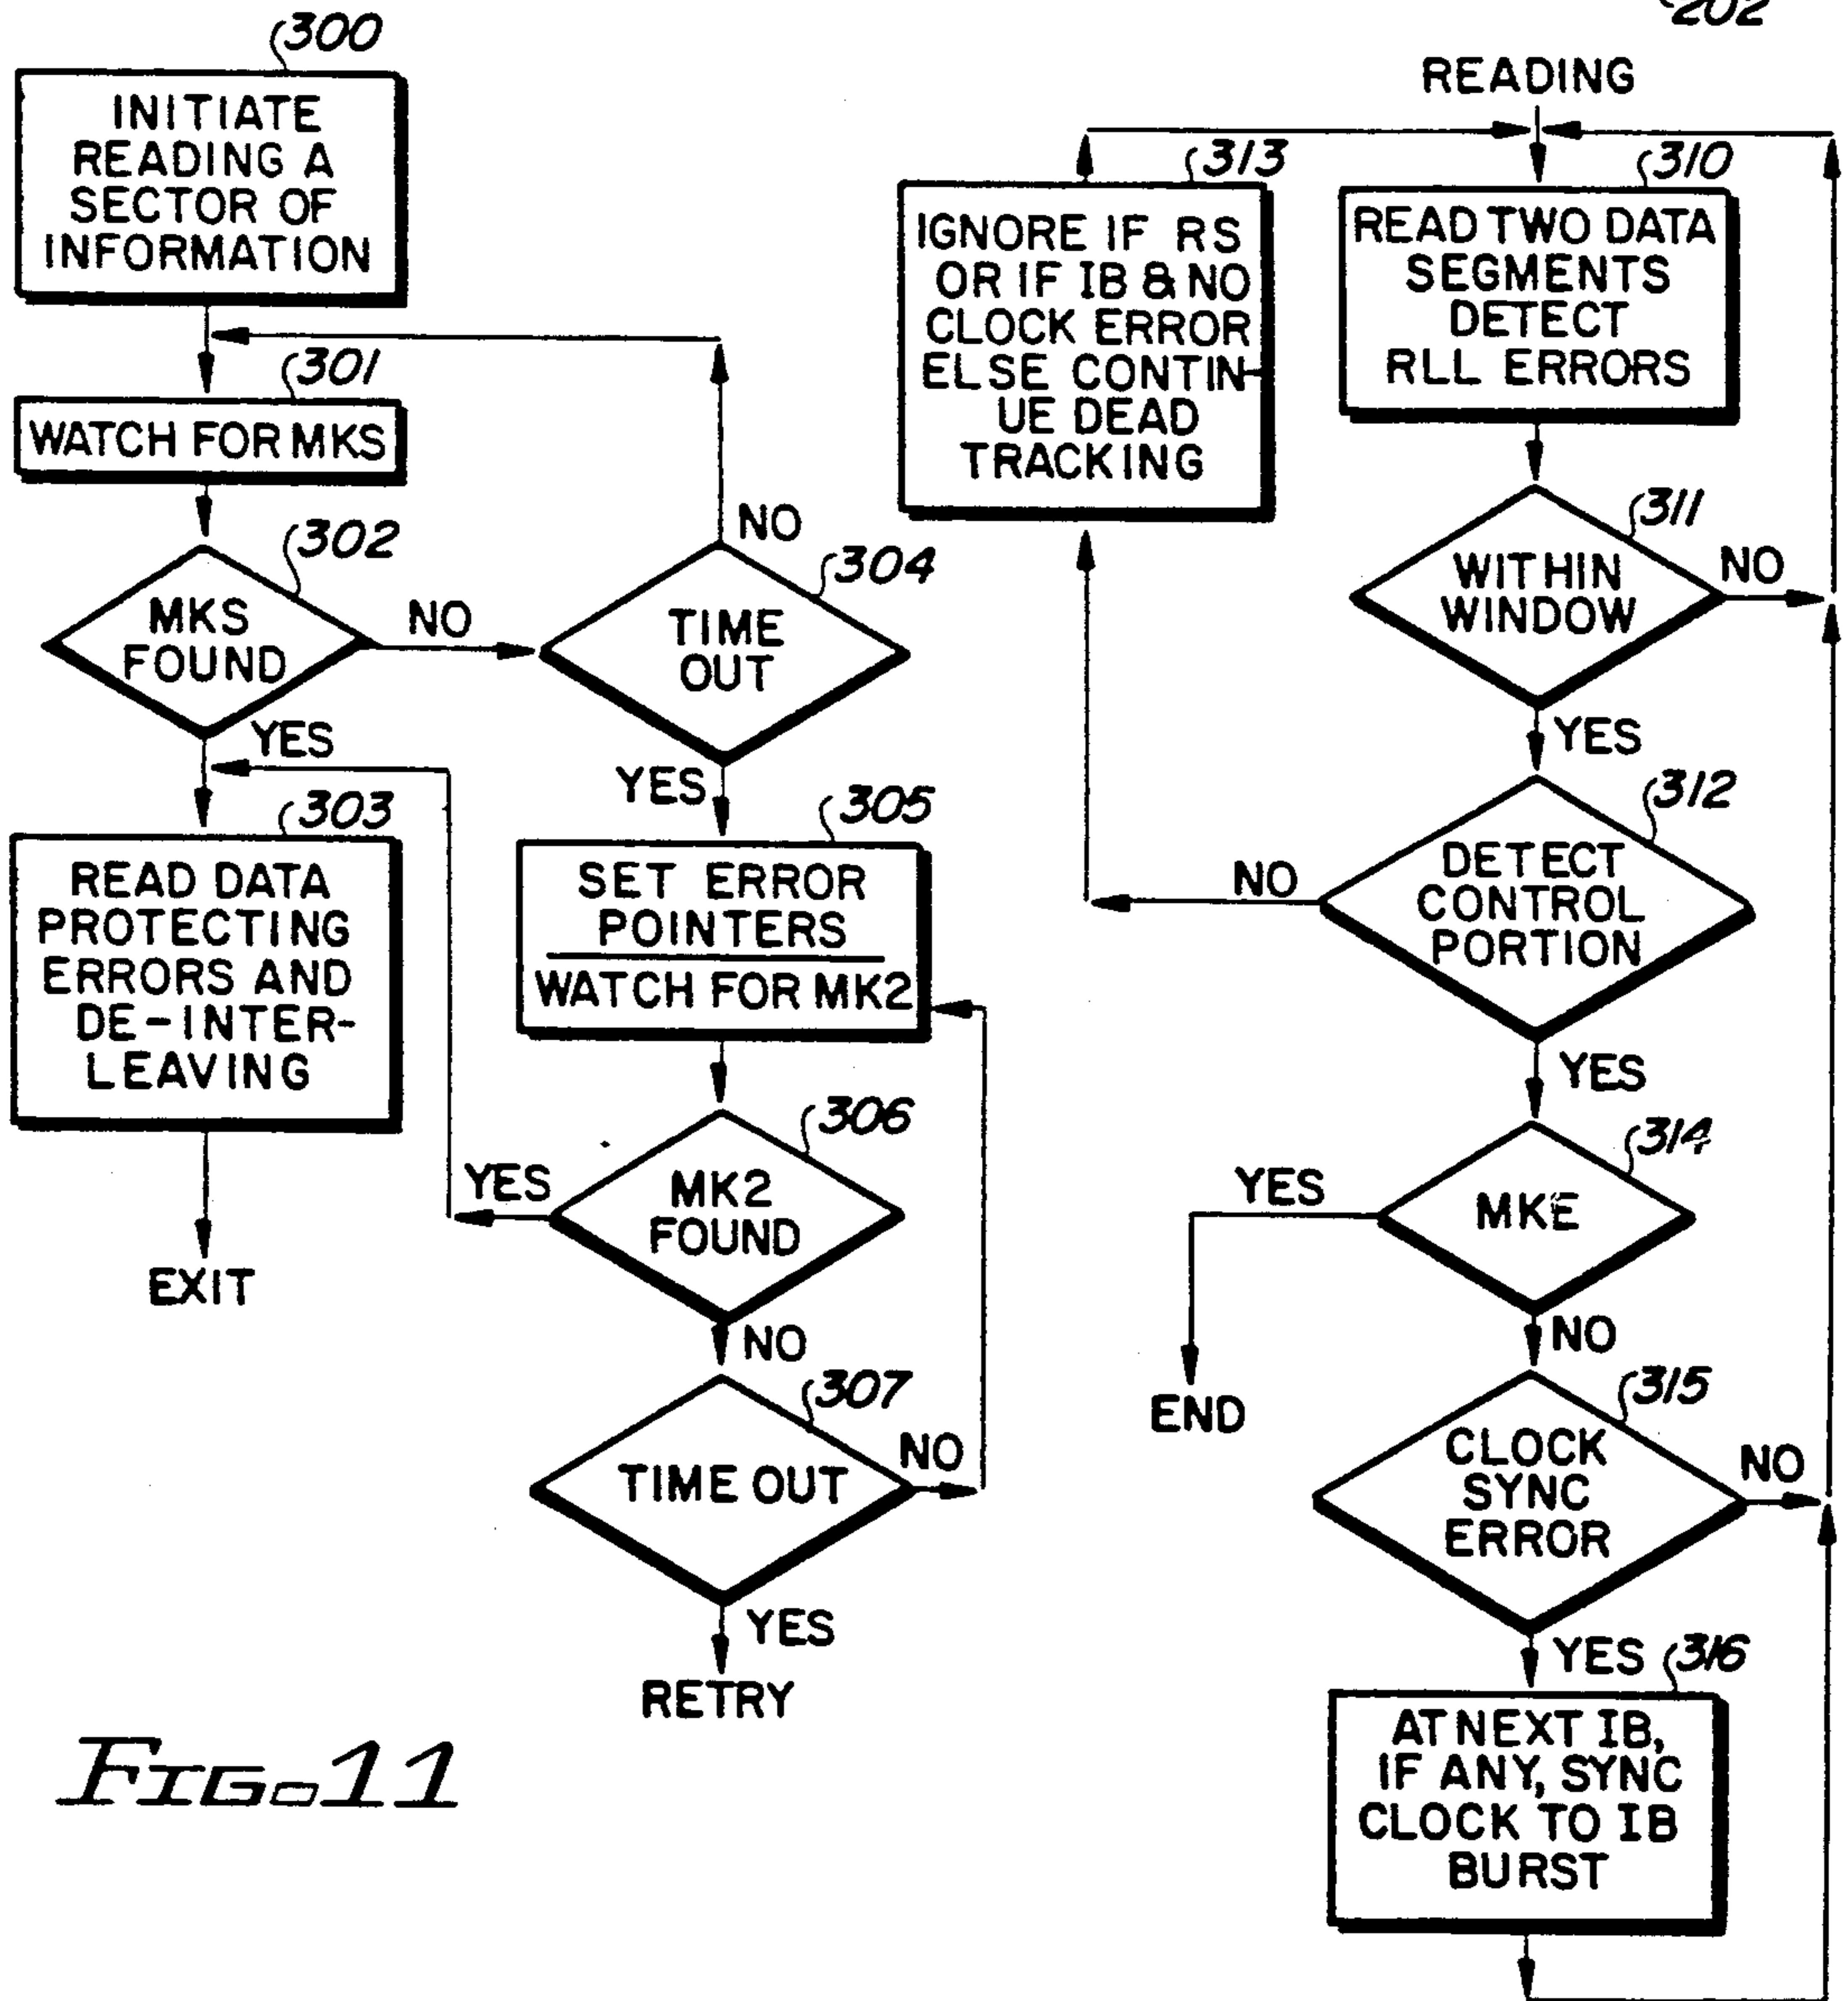 202
300
INITIATE
READING A
SECTOR OF
INFORMATION
301
WATCH FOR MKS
302
MKS
FOUND
NO
YES
304
TIME
OUT
NO
YES
303
READ DATA
PROTECTING
ERRORS AND
DE-INTER-
LEAVING
EXIT
305
SET ERROR
POINTERS
WATCH FOR MK2
306
MK2
FOUND
YES
NO
307
TIME OUT
NO
YES
RETRY
READING
313
IGNORE IF RS
OR IF IB & NO
CLOCK ERROR
ELSE CONTIN-
UE DEAD
TRACKING
310
READ TWO DATA
SEGMENTS
DETECT
RLL ERRORS
311
WITHIN
WINDOW
NO
YES
312
DETECT
CONTROL
PORTION
NO
YES
314
MKE
YES
NO
END
315
CLOCK
SYNC
ERROR
NO
YES
316
AT NEXT IB,
IF ANY, SYNC
CLOCK TO IB
BURST
FIG. 11